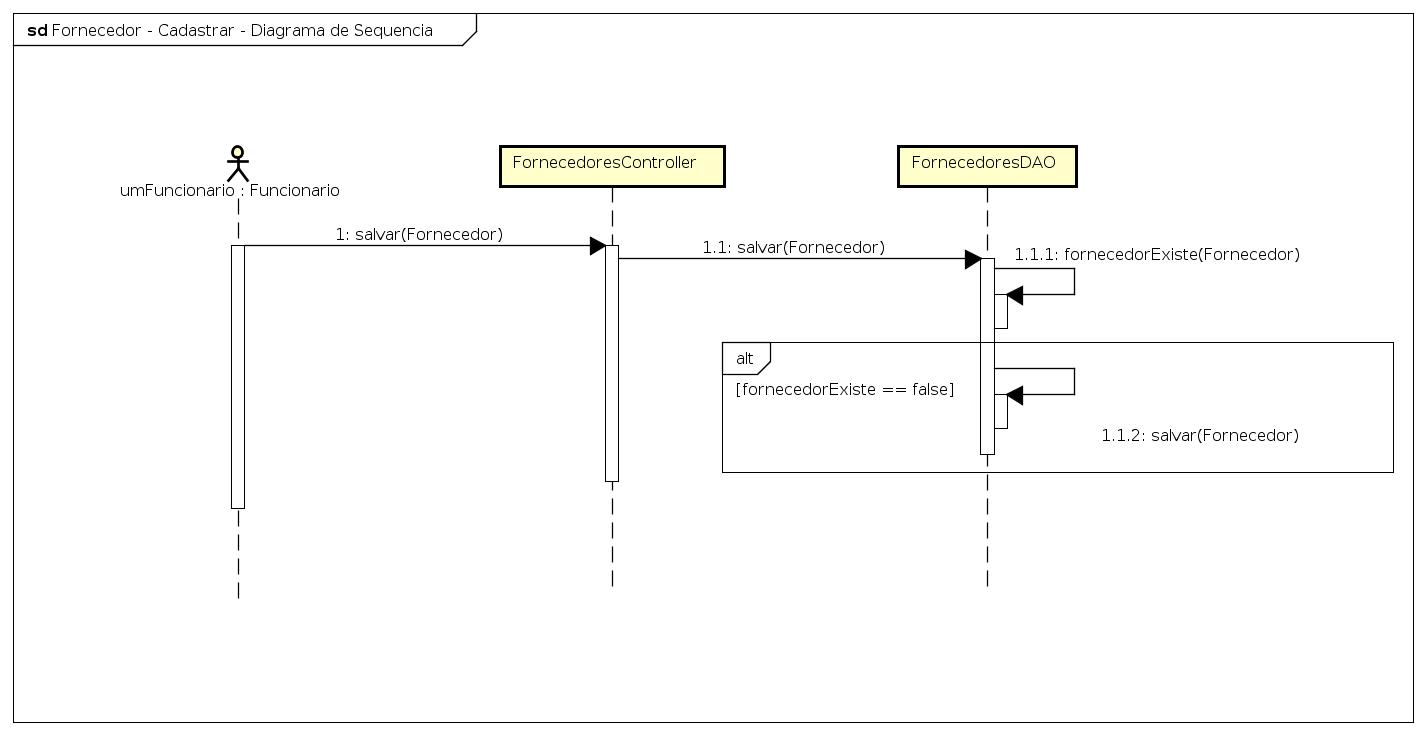 sd Fornecedor - Cadastrar - Diagrama de Sequencia
umFuncionario : Funcionario
FornecedoresController
FornecedoresDAO
1: salvar(Fornecedor)
1.1: salvar(Fornecedor)
1.1.1: fornecedorExiste(Fornecedor)
alt
[fornecedorExiste == false]
1.1.2: salvar(Fornecedor)